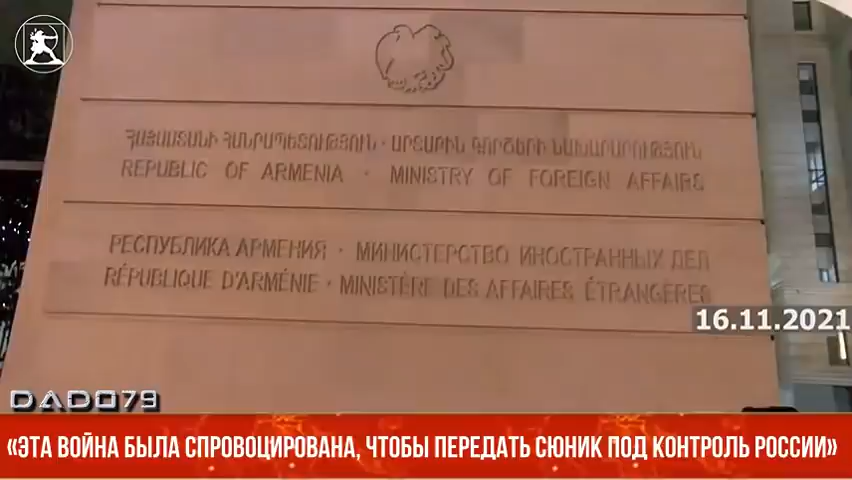 ՀԱՅԱՍՏԱՆԻ ՀԱՆՐԱՊԵՏՈՒԹՅՈՒՆ · ԱՐՏԱՔԻՆ ԳՈՐԾԵՐԻ ՆԱԽԱՐԱՐՈՒԹՅՈՒՆ
REPUBLIC OF ARMENIA · MINISTRY OF FOREIGN AFFAIRS
РЕСПУБЛИКА АРМЕНИЯ · МИНИСТЕРСТВО ИНОСТРАННЫХ ДЕЛ
RÉPUBLIQUE D'ARMÉNIE · MINISTÈRE DES AFFAIRES ÉTRANGÈRES
16.11.2021
DADO79
«ЭТА ВОЙНА БЫЛА СПРОВОЦИРОВАНА, ЧТОБЫ ПЕРЕДАТЬ СЮНИК ПОД КОНТРОЛЬ РОССИИ»